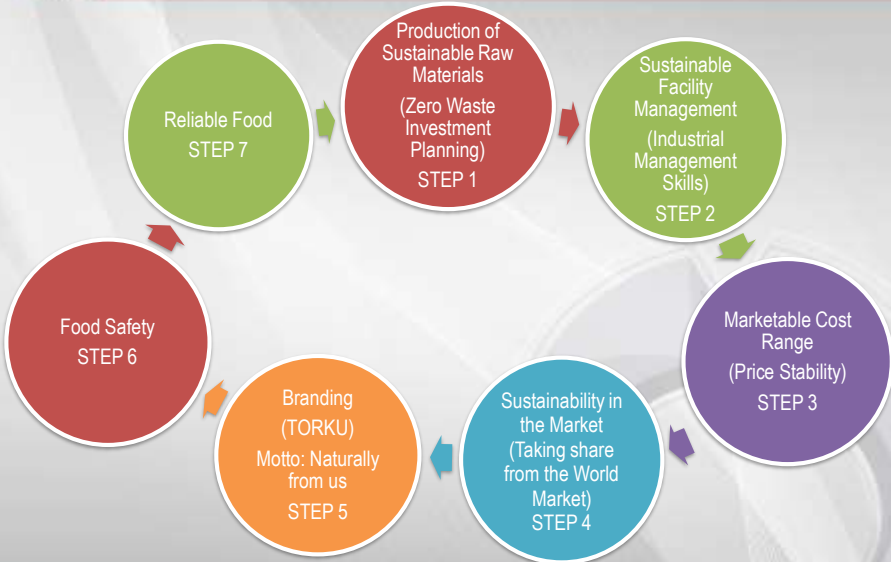 Production of
Sustainable Raw
Materials
(Zero Waste
Investment
Planning)
STEP 1
Sustainable
Facility
Management
(Industrial
Management
Skills)
STEP 2
Marketable Cost
Range
(Price Stability)
STEP 3
Sustainability in
the Market
(Taking share
from the World
Market)
STEP 4
Branding
(TORKU)
Motto: Naturally
from us
STEP 5
Food Safety
STEP 6
Reliable Food
STEP 7